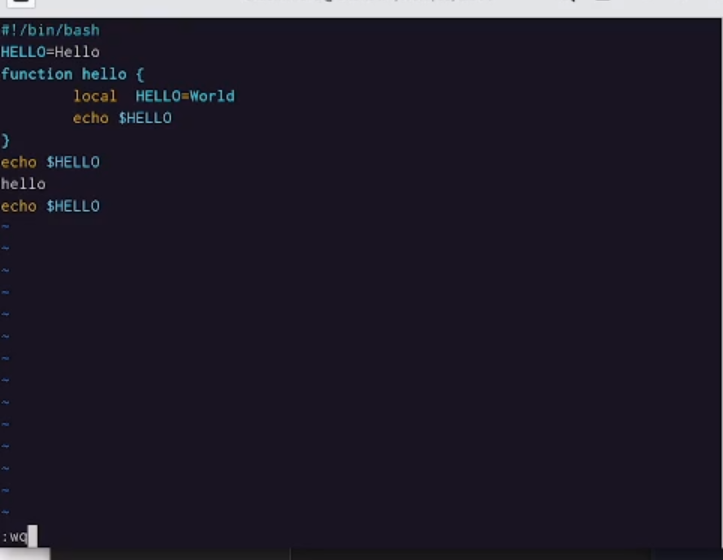 #!/bin/bash
HELLO=Hello
function hello {
        local  HELLO=World
        echo $HELLO
}
echo $HELLO
hello
echo $HELLO
~
~
~
~
~
~
~
~
~
~
~
~
~
~
:wq